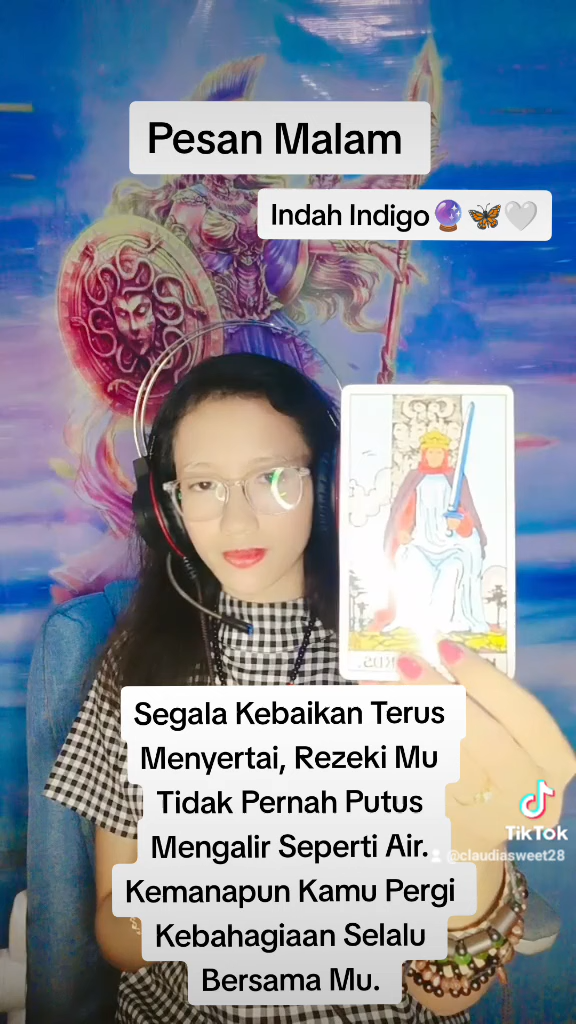 Pesan Malam
Indah Indigo🔮🦋🤍
Segala Kebaikan Terus
Menyertai, Rezeki Mu
Tidak Pernah Putus
Mengalir Seperti Air.
Kemanapun Kamu Pergi
Kebahagiaan Selalu
Bersama Mu.
TikTok
@claudiasweet28